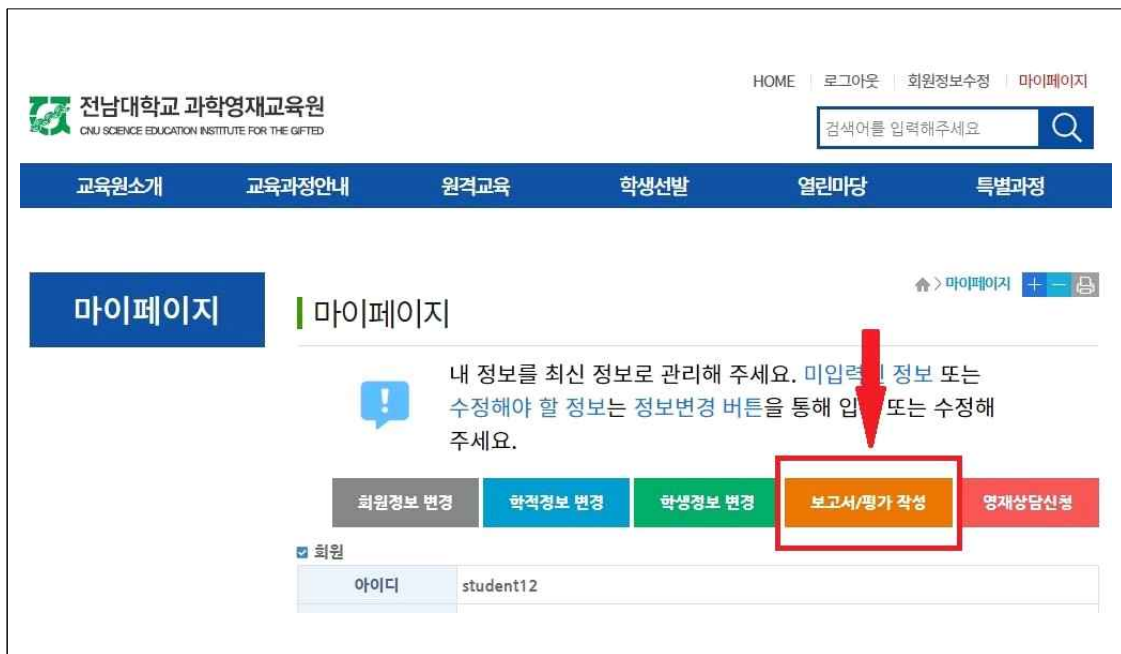 HOME 로그아웃 회원정보수정 마이페이지
전남대학교 과학영재교육원
CNU SCIENCE EDUCATION INSTITUTE FOR THE GIFTED
검색어를 입력해주세요
교육원소개 교육과정안내 원격교육 학생선발 열린마당 특별과정
마이페이지
마이페이지
마이페이지
내 정보를 최신 정보로 관리해 주세요. 미입력 정보 또는
수정해야 할 정보는 정보변경 버튼을 통해 입 또는 수정해
주세요.
회원정보 변경 학적정보 변경 학생정보 변경 보고서/평가 작성 영재상담신청
회원
아이디 student12